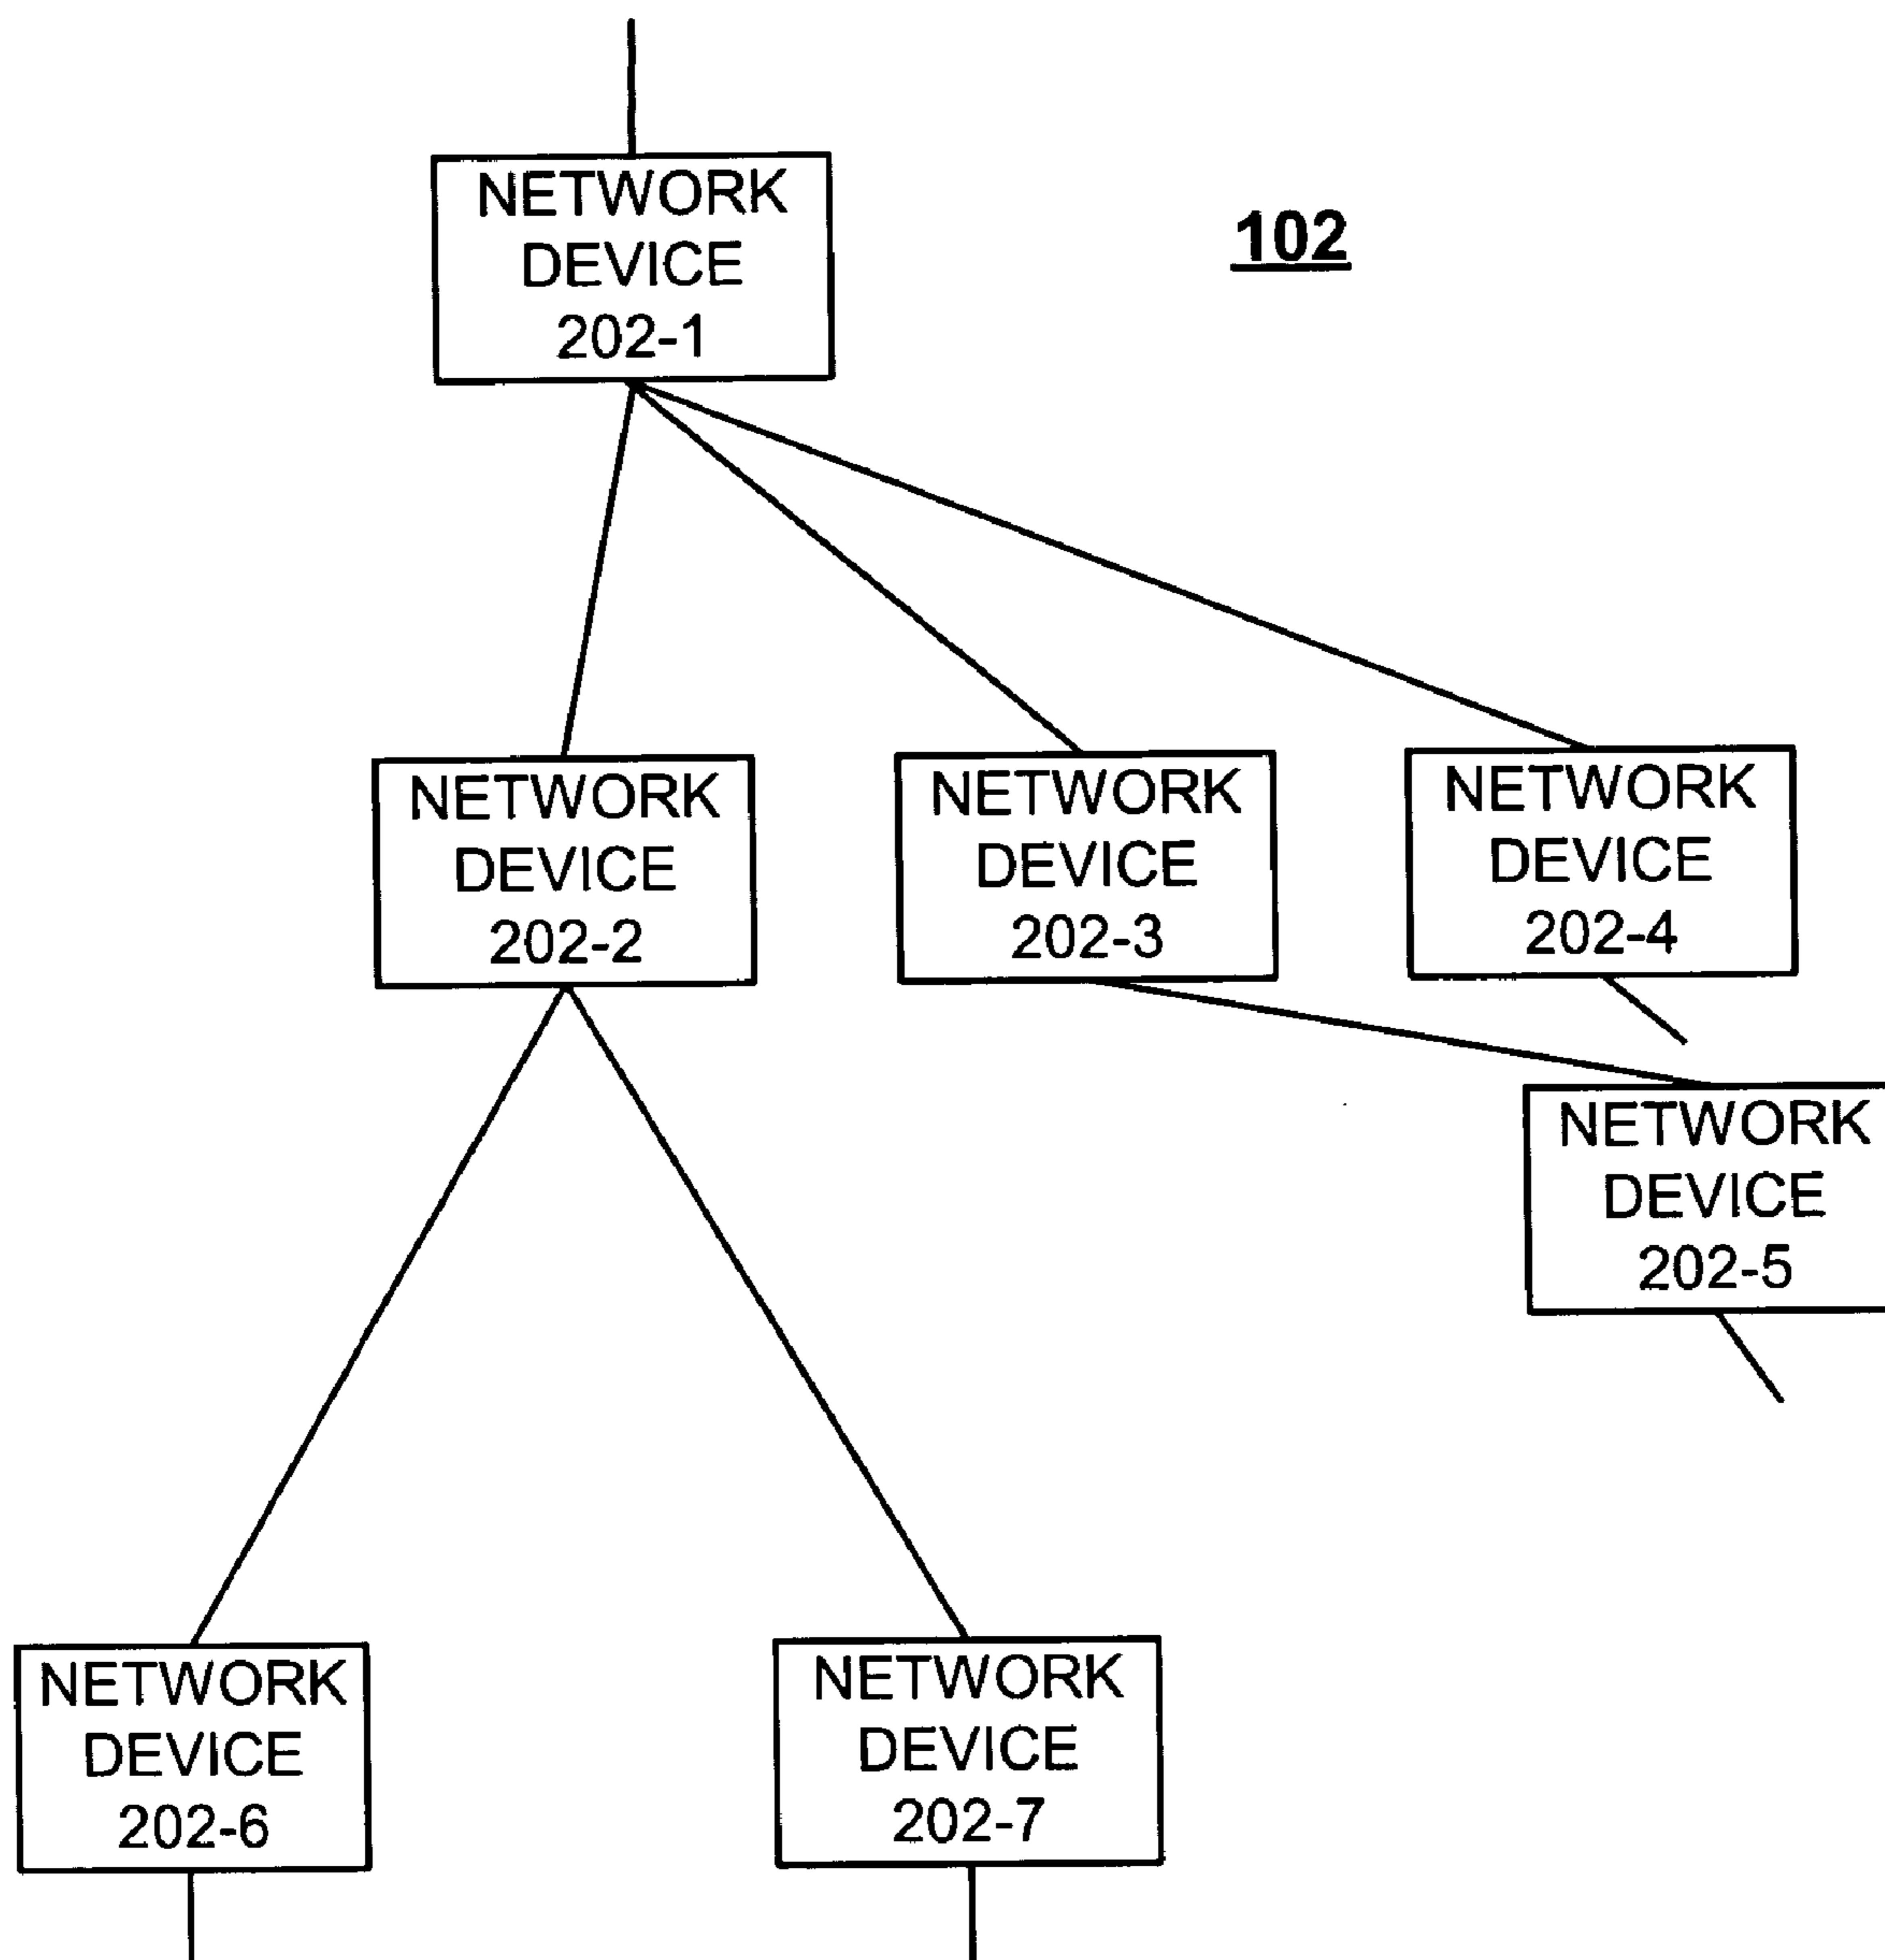 NETWORK
DEVICE
202-1
102
NETWORK
DEVICE
202-2
NETWORK
DEVICE
202-3
NETWORK
DEVICE
202-4
NETWORK
DEVICE
202-5
NETWORK
DEVICE
202-6
NETWORK
DEVICE
202-7